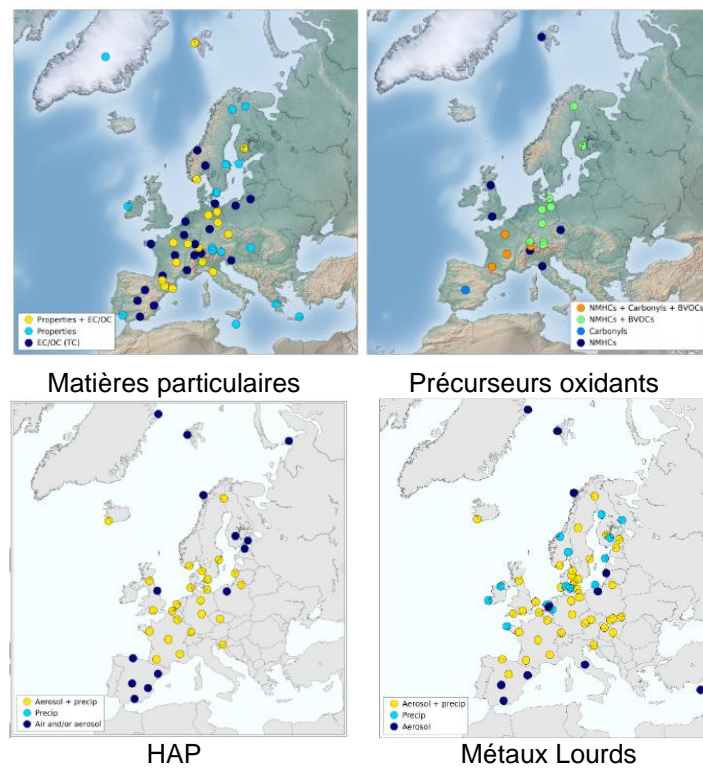 Properties + EC/OC
Properties
EC/OC (TC)
NMHCs + Carbonyls + BVOCs
NMHCs + BVOCs
Carbonyls
NMHCs
Matières particulaires
Précurseurs oxidants
Aerosol + precip
Precip
Air and/or aerosol
Aerosol + precip
Precip
Aerosol
HAP
Métaux Lourds